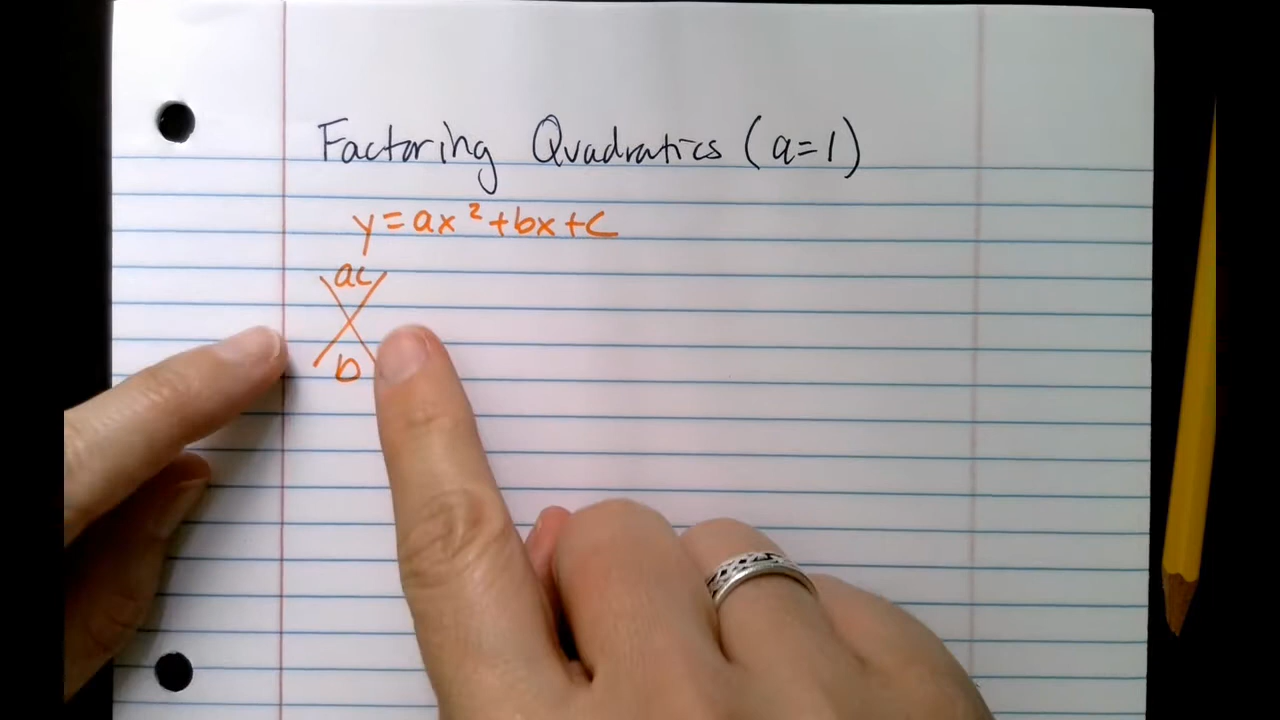 Factoring Quadratics (a=1)
y=ax²+bx+c
ac
b